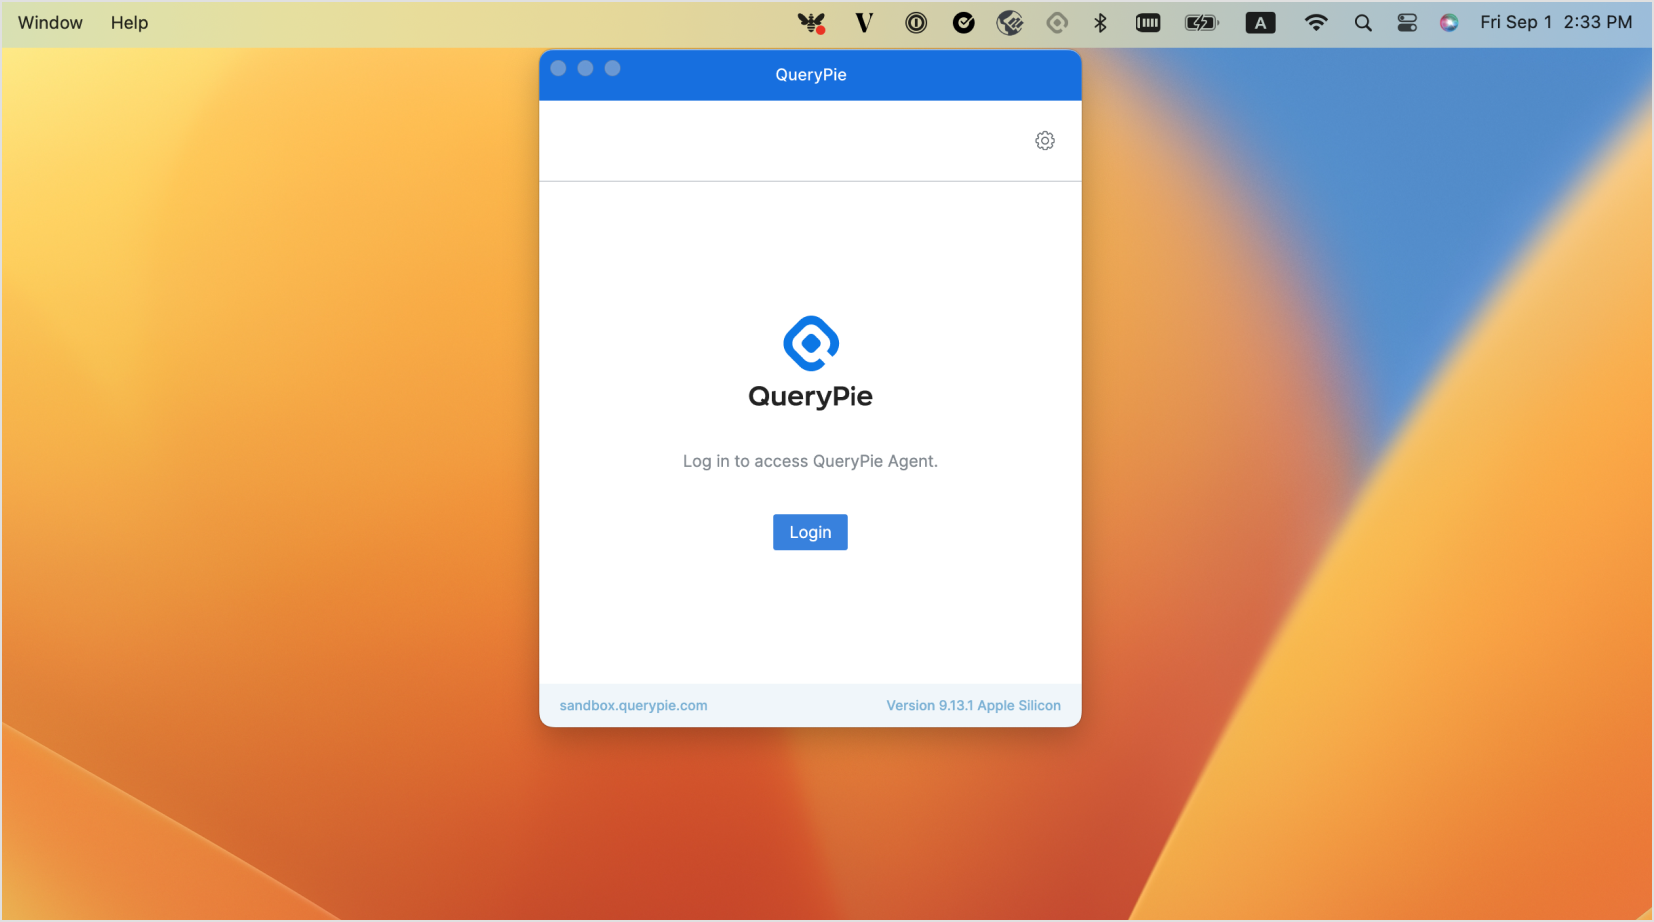 Window Help V A Fri Sep 1 2:33 PM
QueryPie
QueryPie
Log in to access QueryPie Agent.
Login
sandbox.querypie.com Version 9.13.1 Apple Silicon